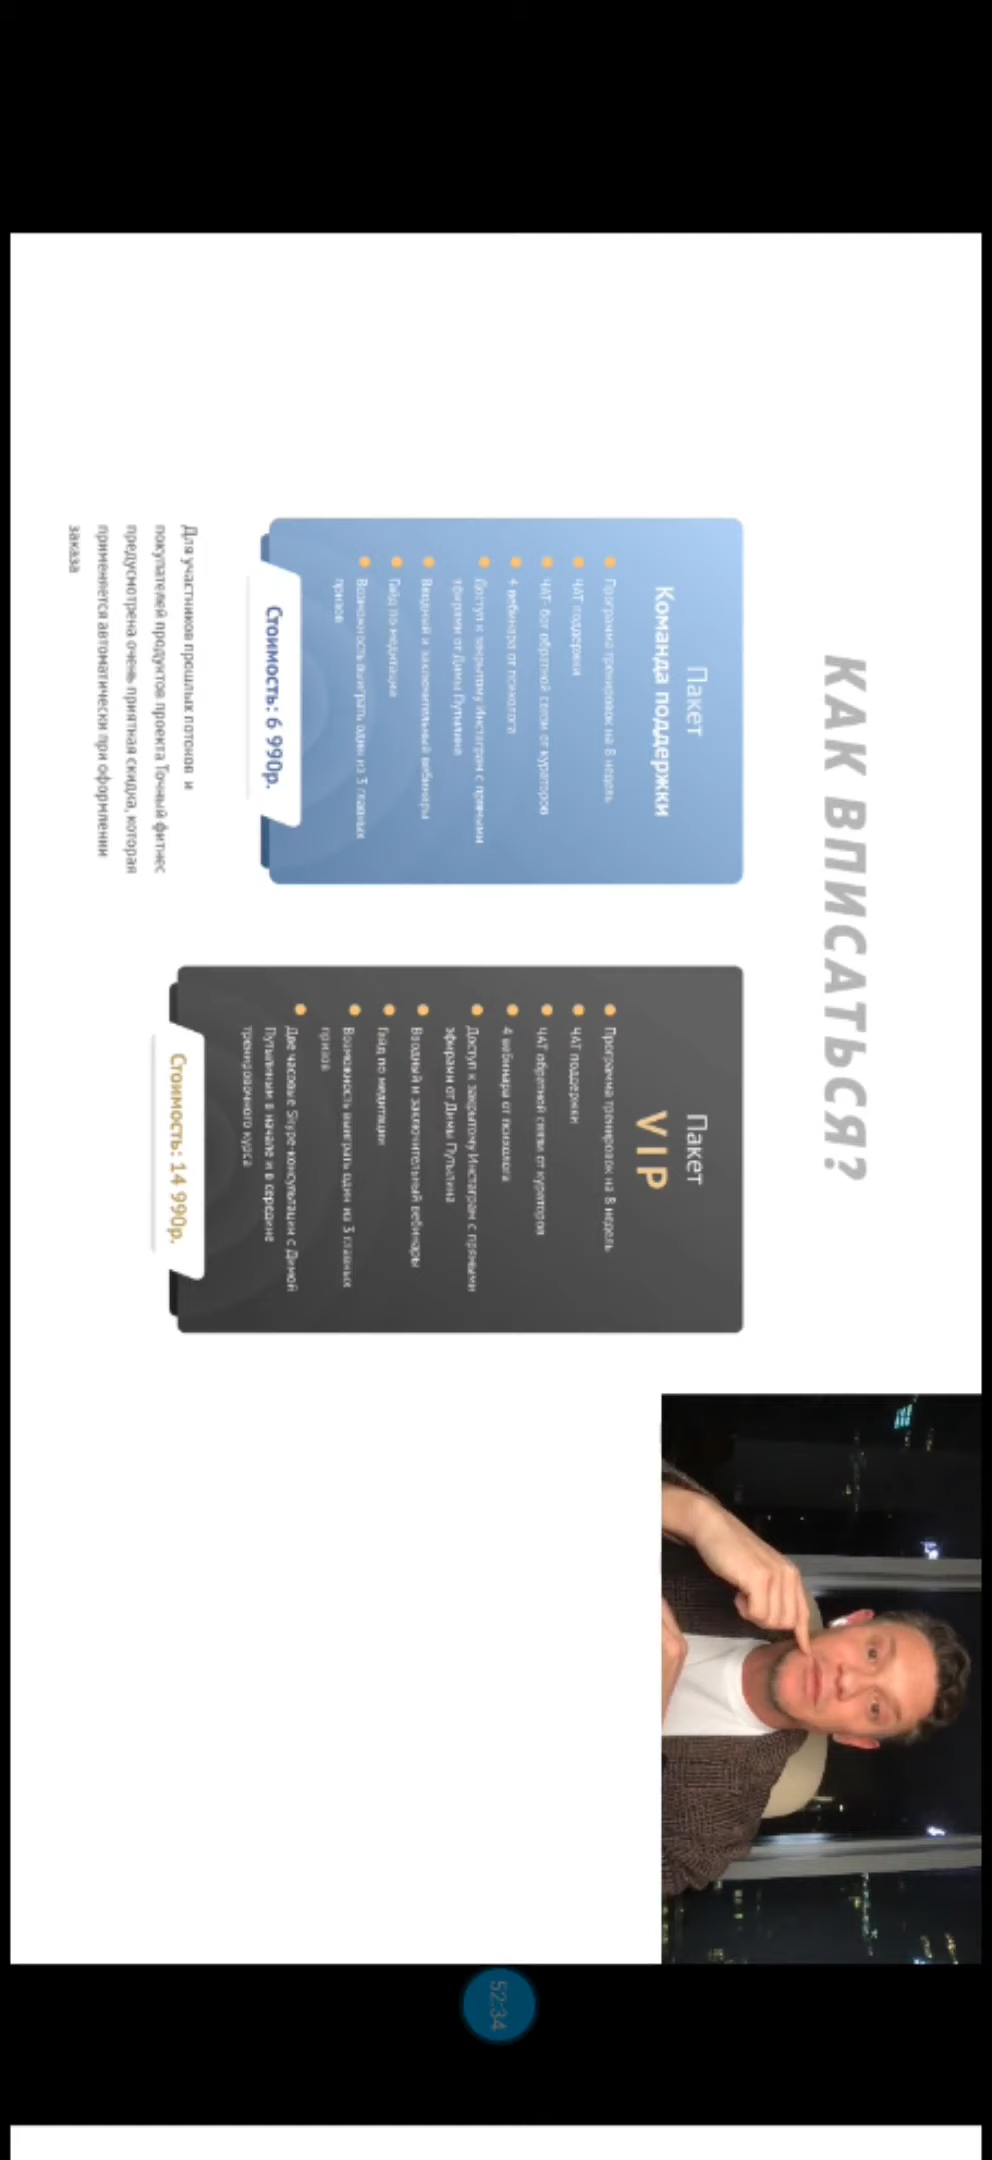 КАК ВПИСАТЬСЯ?
Пакет
Команда поддержки
Программа тренировок на 8 недель
ЧАТ поддержки
ЧАТ-бот обратной связи от кураторов
4 вебинара от психолога
Доступ к закрытому Инстаграм с прямыми
эфирами от Димы Путылина
Вводный и заключительный вебинары
Гайд по медитации
Возможность выиграть один из 3 главных
призов
Стоимость: 6 990р.
Для участников прошлых потоков и
покупателей продуктов проекта Точный фитнес
предусмотрена очень приятная скидка, которая
применяется автоматически при оформлении
заказа
Пакет
VIP
Программа тренировок на 8 недель
ЧАТ поддержки
ЧАТ обратной связи от кураторов
4 вебинара от психолога
Доступ к закрытому Инстаграм с прямыми
эфирами от Димы Путылина
Вводный и заключительный вебинары
Гайд по медитации
Возможность выиграть один из 3 главных
призов
Две часовые Skype-консультации с Димой
Путылиным в начале и в середине
тренировочного курса
Стоимость: 14 990р.
52:34